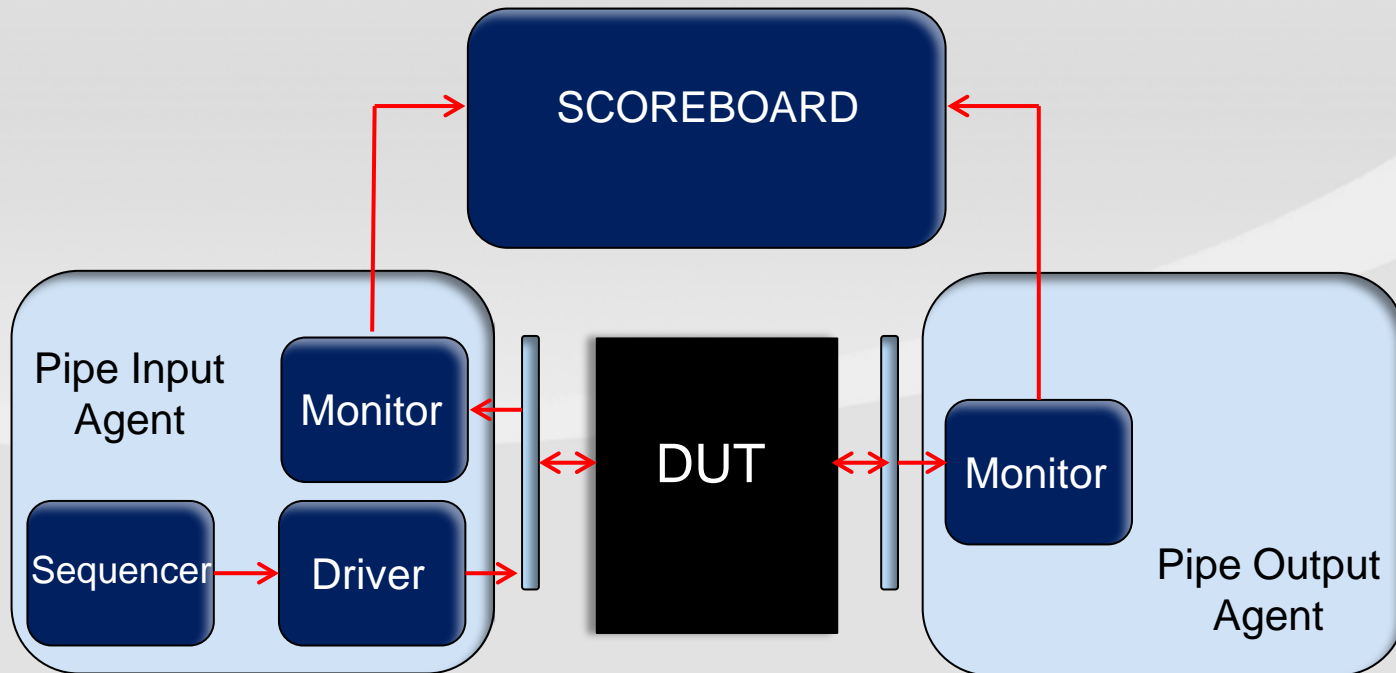 SCOREBOARD
Pipe Input
Agent
Monitor
Sequencer
Driver
DUT
Monitor
Pipe Output
Agent